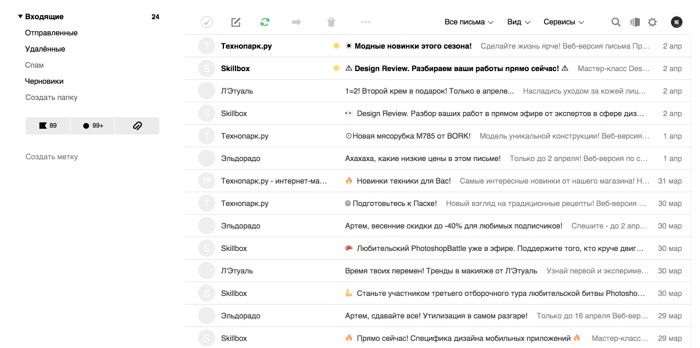 Входящие 24
Отправленные
Удалённые
Спам
Черновики
Создать папку
89 99+
Создать метку
Все письма Вид Сервисы
Т Технопарк.ру ☀ Модные новинки этого сезона! Сделайте жизнь ярче! Веб-версия письма Пр... 2 апр
S Skillbox ⚠ Design Review. Разбираем ваши работы прямо сейчас! ⚠ Мастер-класс Des... 2 апр
Л'Этуаль 1=2! Второй крем в подарок! Только в апреле... Насладись уходом за кожей лиц... 2 апр
S Skillbox 👀 Design Review. Разбор ваших работ в прямом эфире от экспертов в сфере диз... 2 апр
Т Технопарк.ру Новая мясорубка M785 от BORK! Модель уникальной конструкции! Веб-версия... 1 апр
Эльдорадо Ахахаха, какие низкие цены в этом письме! Только до 2 апреля! Веб-версия по с... 1 апр
Технопарк.ру - интернет-ма... 🔥 Новинки техники для Вас! Самые интересные новинки от нашего магазина! Н... 31 мар
Т Технопарк.ру Подготовьтесь к Пасхе! Новый взгляд на традиционные рецепты! Веб-версия ... 30 мар
Эльдорадо Артем, весенние скидки до -40% для любимых подписчиков! Спешите - до 2 апр... 30 мар
S Skillbox Любительский PhotoshopBattle уже в эфире. Поддержите того, кто круче двиг... 30 мар
Л'Этуаль Время твоих перемен! Тренды в макияже от Л'Этуаль Узнай первой и эксперимe... 30 мар
S Skillbox 💪 Станьте участником третьего отборочного тура любительской битвы Photosho... 30 мар
Эльдорадо Артем, сдавайте все! Утилизация в самом разгаре! Только до 16 апреля Веб-вер... 29 мар
S Skillbox 🔥 Прямо сейчас! Специфика дизайна мобильных приложений 🔥 Мастер-класс... 29 мар